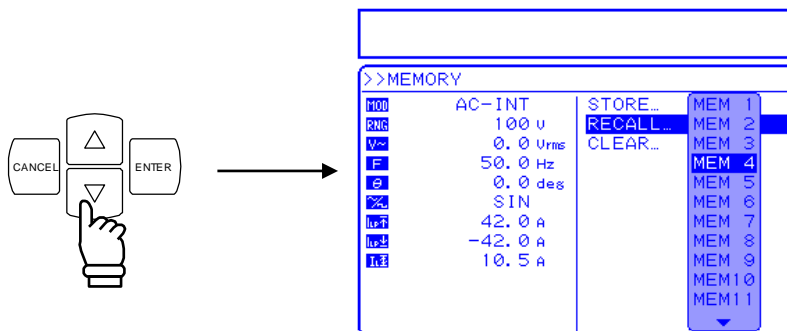 CANCEL
ENTER
>>MEMORY
MOD AC-INT
RNG 100 V
V~ 0.0 Vrms
F 50.0 Hz
θ 0.0 deg
SIN
42.0 A
-42.0 A
10.5 A
STORE…
RECALL…
CLEAR…
MEM 1
MEM 2
MEM 3
MEM 4
MEM 5
MEM 6
MEM 7
MEM 8
MEM 9
MEM10
MEM11